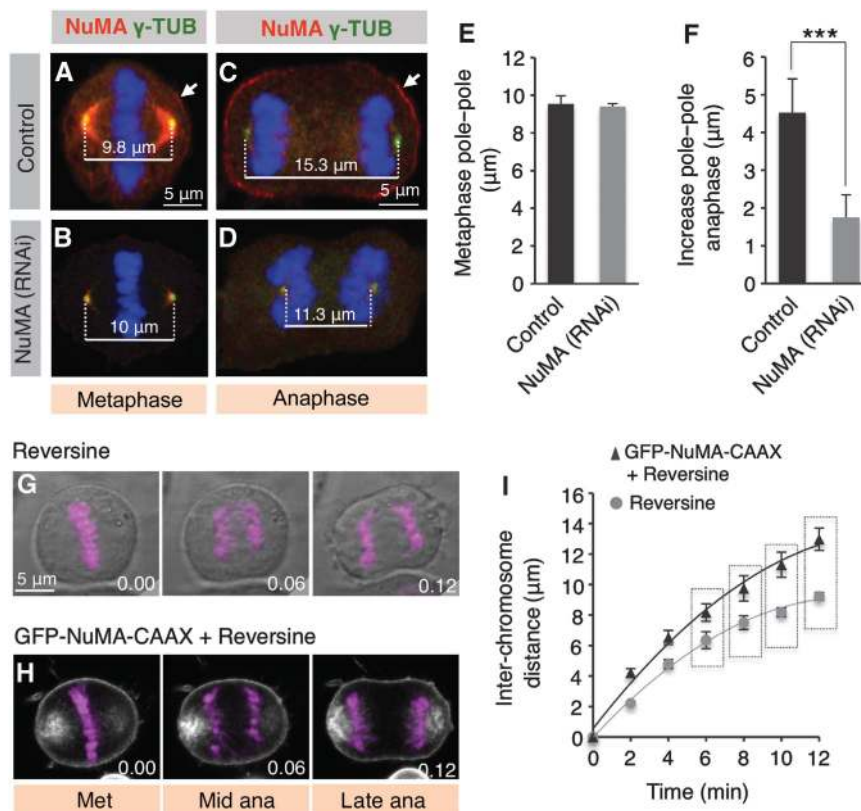 NuMA γ-TUB
NuMA γ-TUB
Control
NuMA (RNAi)
A
9.8 µm
5 µm
C
15.3 µm
5 µm
B
10 µm
D
11.3 µm
Metaphase
Anaphase
E
Metaphase pole–pole
(µm)
12
10
8
6
4
2
0
Control
NuMA (RNAi)
F
Increase pole–pole
anaphase (µm)
6
5
4
3
2
1
0
***
Control
NuMA (RNAi)
Reversine
G
5 µm
0.00
0.06
0.12
GFP-NuMA-CAAX + Reversine
H
0.00
0.06
0.12
Met
Mid ana
Late ana
I
GFP-NuMA-CAAX
+ Reversine
Reversine
Inter-chromosome
distance (µm)
16
14
12
10
8
6
4
2
0
0 2 4 6 8 10 12
Time (min)